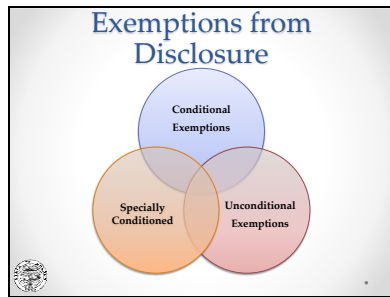 Exemptions from
Disclosure
Conditional
Exemptions
Specially
Conditioned
Unconditional
Exemptions